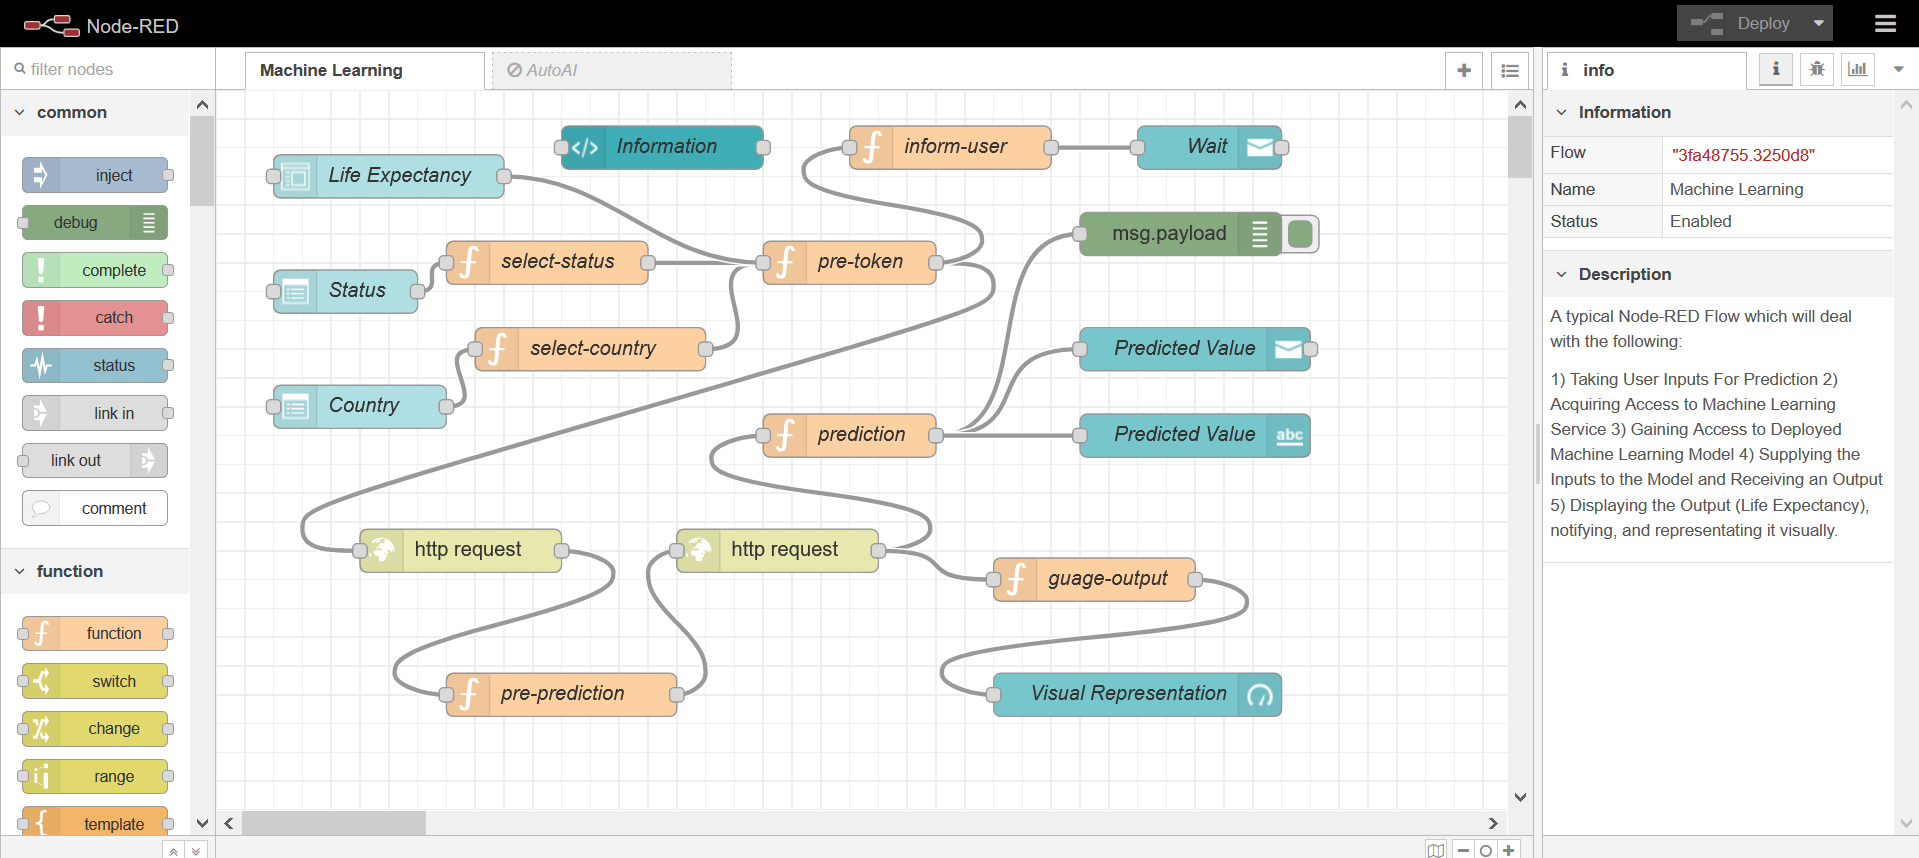 Node-RED
Deploy
filter nodes
Machine Learning
AutoAI
info
common
inject
debug
complete
catch
status
link in
link out
comment
function
function
switch
change
range
template
Information
inform-user
Wait
Life Expectancy
msg.payload
select-status
pre-token
Status
select-country
Predicted Value
Country
prediction
Predicted Value
abc
http request
http request
guage-output
pre-prediction
Visual Representation
Information
Flow "3fa48755.3250d8"
Name Machine Learning
Status Enabled
Description
A typical Node-RED Flow which will deal
with the following:
1) Taking User Inputs For Prediction 2)
Acquiring Access to Machine Learning
Service 3) Gaining Access to Deployed
Machine Learning Model 4) Supplying the
Inputs to the Model and Receiving an Output
5) Displaying the Output (Life Expectancy),
notifying, and representating it visually.